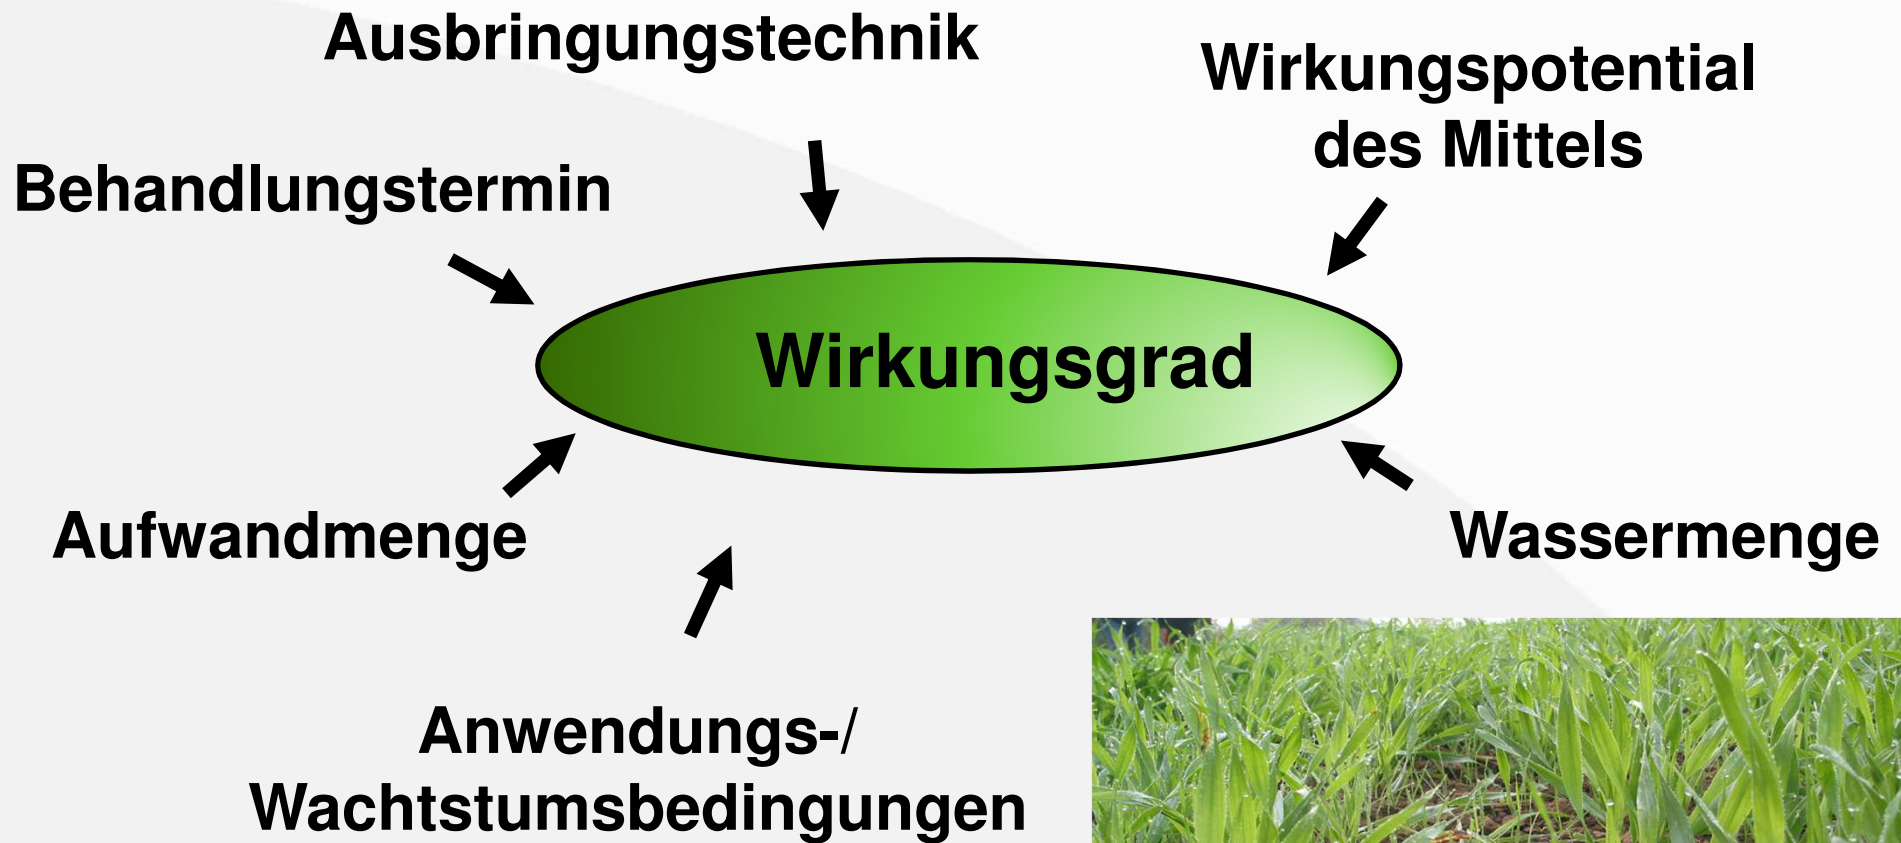 Ausbringungstechnik
Wirkungspotential
des Mittels
Behandlungstermin
Wirkungsgrad
Aufwandmenge
Wassermenge
Anwendungs-/
Wachtstumsbedingungen